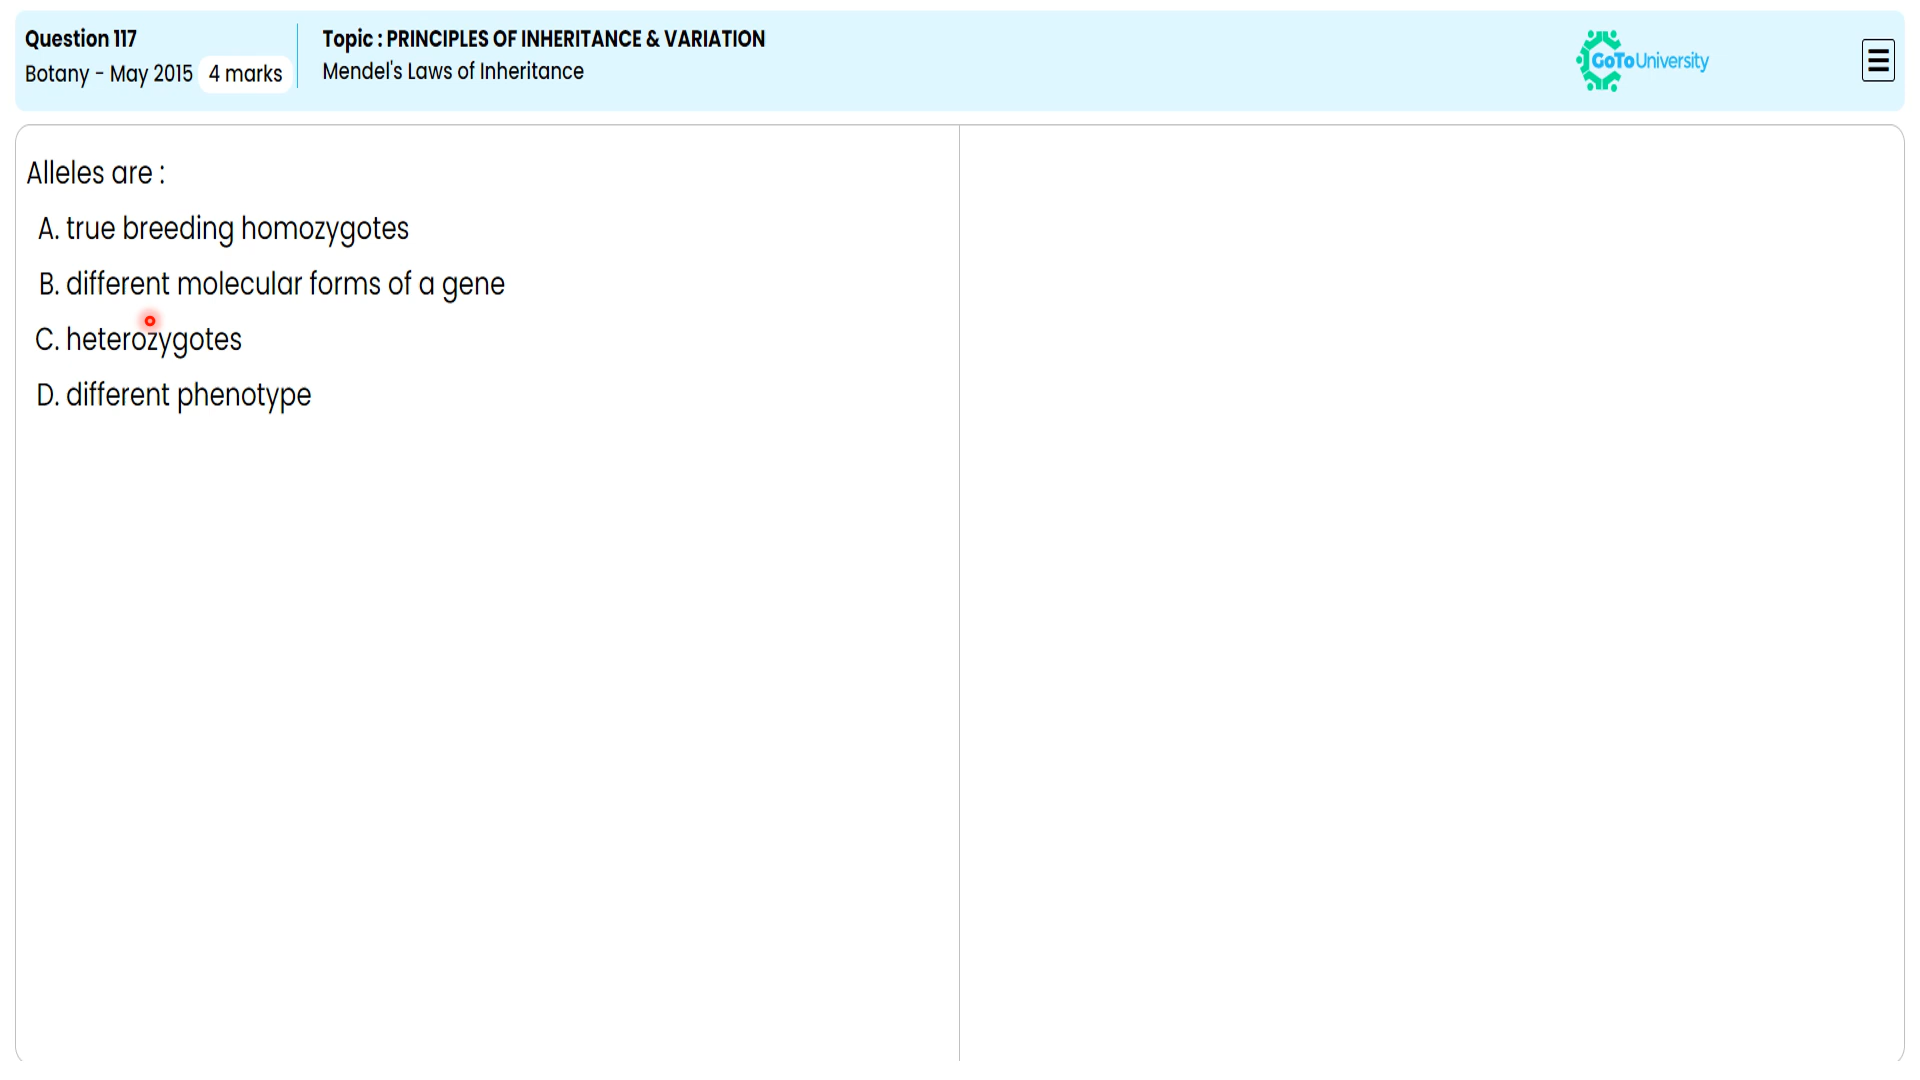 Question 117
Botany - May 2015 4 marks
Topic : PRINCIPLES OF INHERITANCE & VARIATION
Mendel's Laws of Inheritance
GoToUniversity
Alleles are :
A. true breeding homozygotes
B. different molecular forms of a gene
C. heterozygotes
D. different phenotype